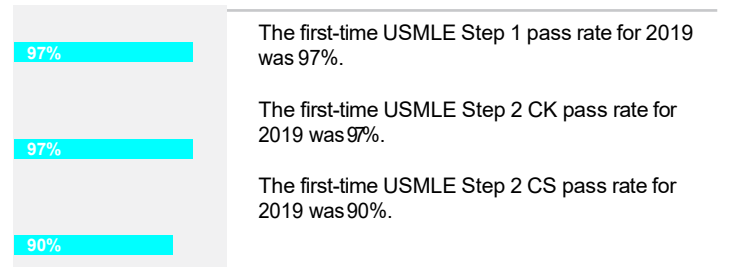 97%
The first-time USMLE Step 1 pass rate for 2019
was 97%.
The first-time USMLE Step 2 CK pass rate for
97%
2019 was 97%.
The first-time USMLE Step 2 CS pass rate for
2019 was 90%.
90%